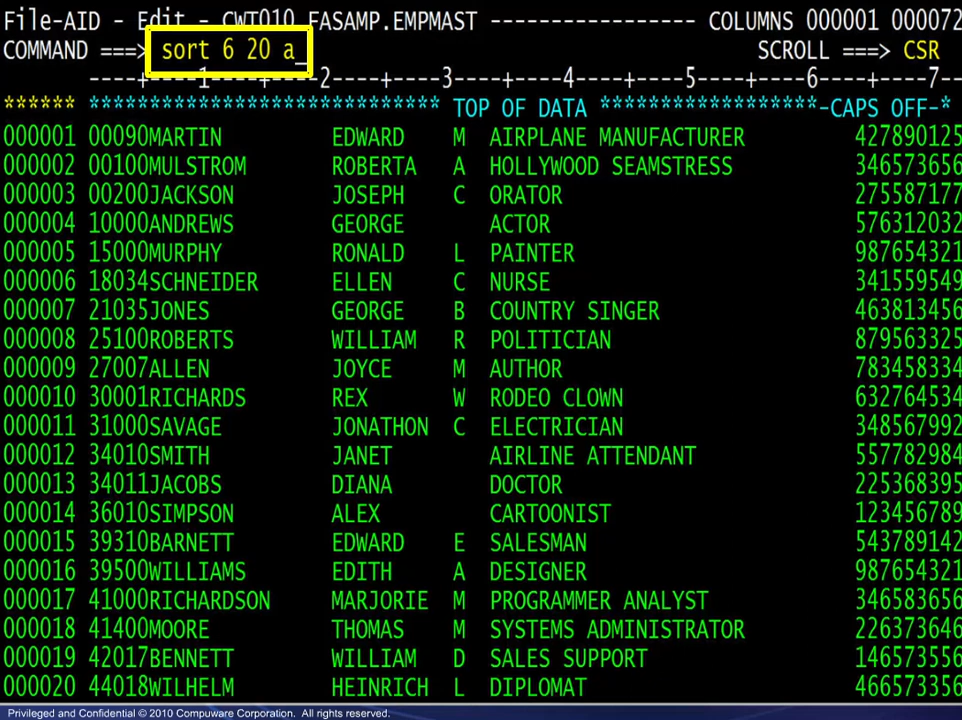 File-AID - Edit - CWT010.FASAMP.EMPMAST ---------------- COLUMNS 000001 000072
COMMAND ===> sort 6 20 a_ SCROLL ===> CSR
----+----1----+----2----+----3----+----4----+----5----+----6----+----7-
****** ***************************** TOP OF DATA ******************-CAPS OFF-*
000001 00090MARTIN EDWARD M AIRPLANE MANUFACTURER 427890125
000002 00100MULSTROM ROBERTA A HOLLYWOOD SEAMSTRESS 346573656
000003 00200JACKSON JOSEPH C ORATOR 275587177
000004 10000ANDREWS GEORGE ACTOR 576312032
000005 15000MURPHY RONALD L PAINTER 987654321
000006 18034SCHNEIDER ELLEN C NURSE 341559549
000007 21035JONES GEORGE B COUNTRY SINGER 463813456
000008 25100ROBERTS WILLIAM R POLITICIAN 879563325
000009 27007ALLEN JOYCE M AUTHOR 783458334
000010 30001RICHARDS REX W RODEO CLOWN 632764534
000011 31000SAVAGE JONATHON C ELECTRICIAN 348567992
000012 34010SMITH JANET AIRLINE ATTENDANT 557782984
000013 34011JACOBS DIANA DOCTOR 225368395
000014 36010SIMPSON ALEX CARTOONIST 123456789
000015 39310BARNETT EDWARD E SALESMAN 543789142
000016 39500WILLIAMS EDITH A DESIGNER 987654321
000017 41000RICHARDSON MARJORIE M PROGRAMMER ANALYST 346583656
000018 41400MOORE THOMAS M SYSTEMS ADMINISTRATOR 226373646
000019 42017BENNETT WILLIAM D SALES SUPPORT 146573556
000020 44018WILHELM HEINRICH L DIPLOMAT 466573356
Privileged and Confidential © 2010 Compuware Corporation. All rights reserved.